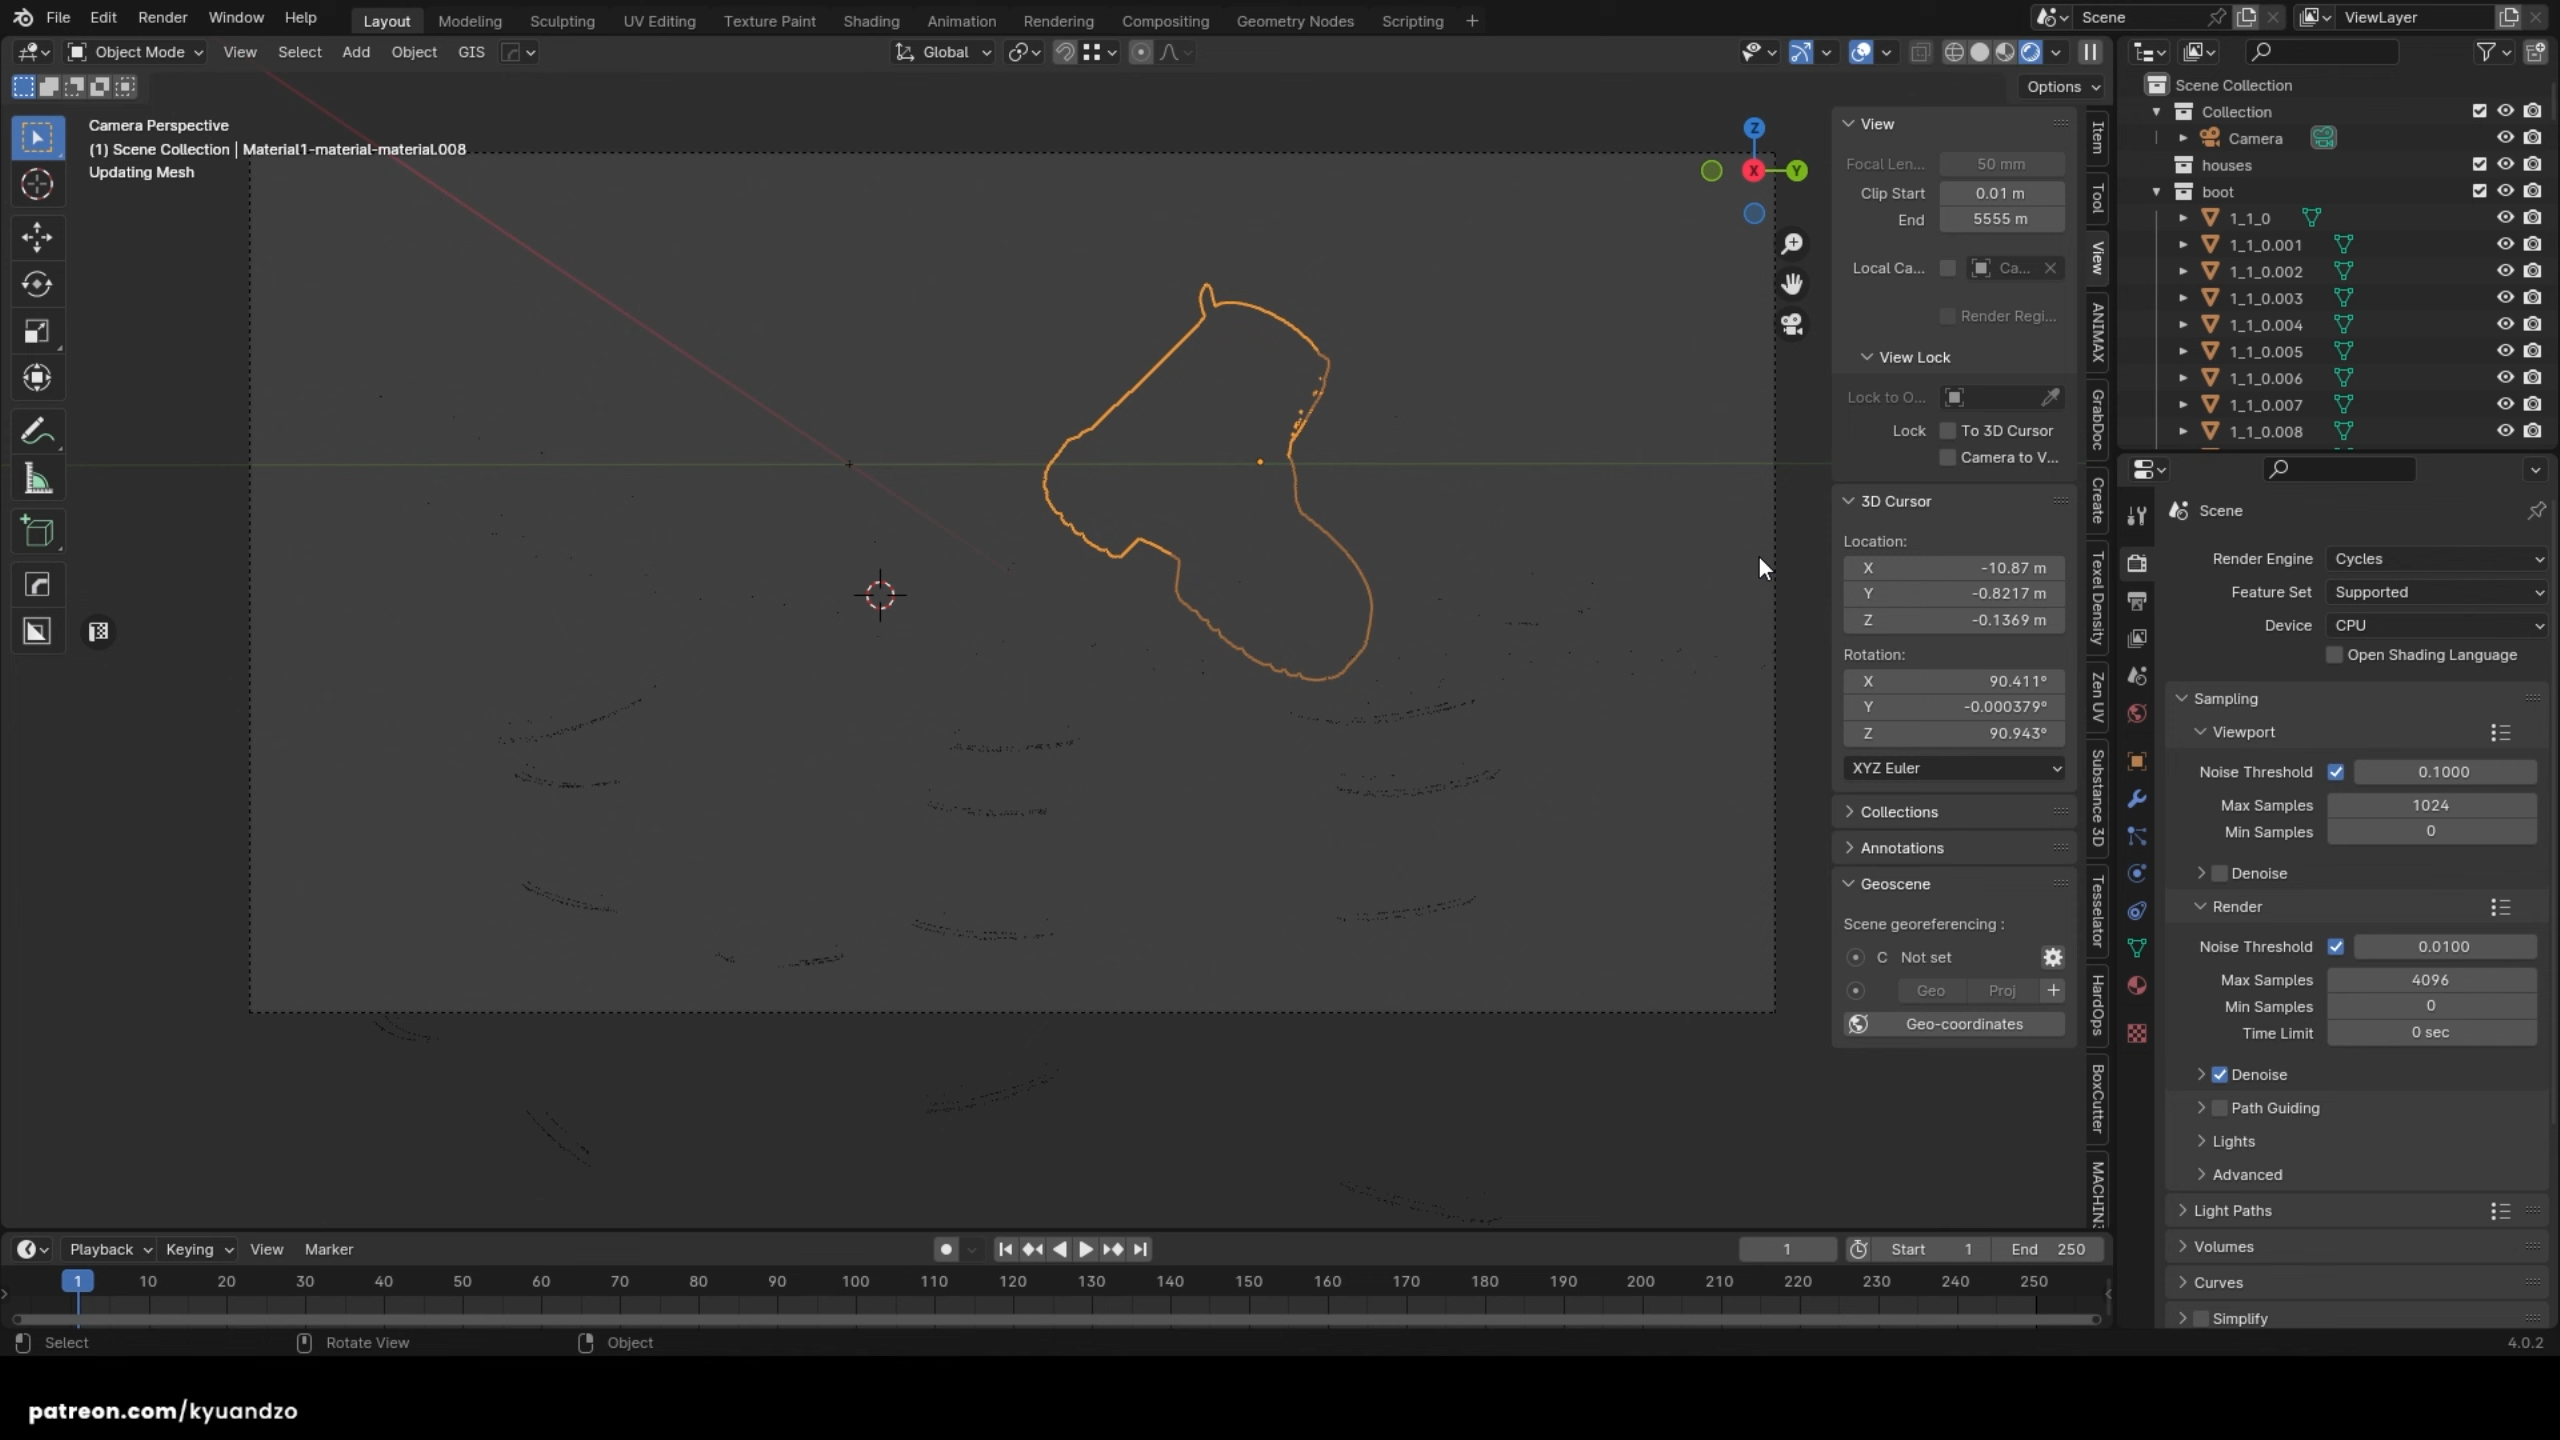 File Edit Render Window Help Layout Modeling Sculpting UV Editing Texture Paint Shading Animation Rendering Compositing Geometry Nodes Scripting + Scene ViewLayer
Object Mode View Select Add Object GIS Global
Options
Camera Perspective
(1) Scene Collection | Material1-material-material.008
Updating Mesh
Z
X
Y
View
Focal Len... 50 mm
Clip Start 0.01 m
End 5555 m
Local Ca... Ca...
Render Regi...
View Lock
Lock to O...
Lock To 3D Cursor
Camera to V...
3D Cursor
Location:
X -10.87 m
Y -0.8217 m
Z -0.1369 m
Rotation:
X 90.411°
Y -0.000379°
Z 90.943°
XYZ Euler
Collections
Annotations
Geoscene
Scene georeferencing :
C Not set
Geo Proj +
Geo-coordinates
Item
Tool
View
ANIMAX
GrabDoc
Create
Texel Density
Zen UV
Substance 3D
Tesselator
HardOps
BoxCutter
MACHIN3
Scene Collection
Collection
Camera
houses
boot
1_1_0
1_1_0.001
1_1_0.002
1_1_0.003
1_1_0.004
1_1_0.005
1_1_0.006
1_1_0.007
1_1_0.008
Scene
Render Engine Cycles
Feature Set Supported
Device CPU
Open Shading Language
Sampling
Viewport
Noise Threshold 0.1000
Max Samples 1024
Min Samples 0
Denoise
Render
Noise Threshold 0.0100
Max Samples 4096
Min Samples 0
Time Limit 0 sec
Denoise
Path Guiding
Lights
Advanced
Light Paths
Volumes
Curves
Simplify
Playback Keying View Marker 1 Start 1 End 250
1 10 20 30 40 50 60 70 80 90 100 110 120 130 140 150 160 170 180 190 200 210 220 230 240 250
Select Rotate View Object 4.0.2
patreon.com/kyuandzo